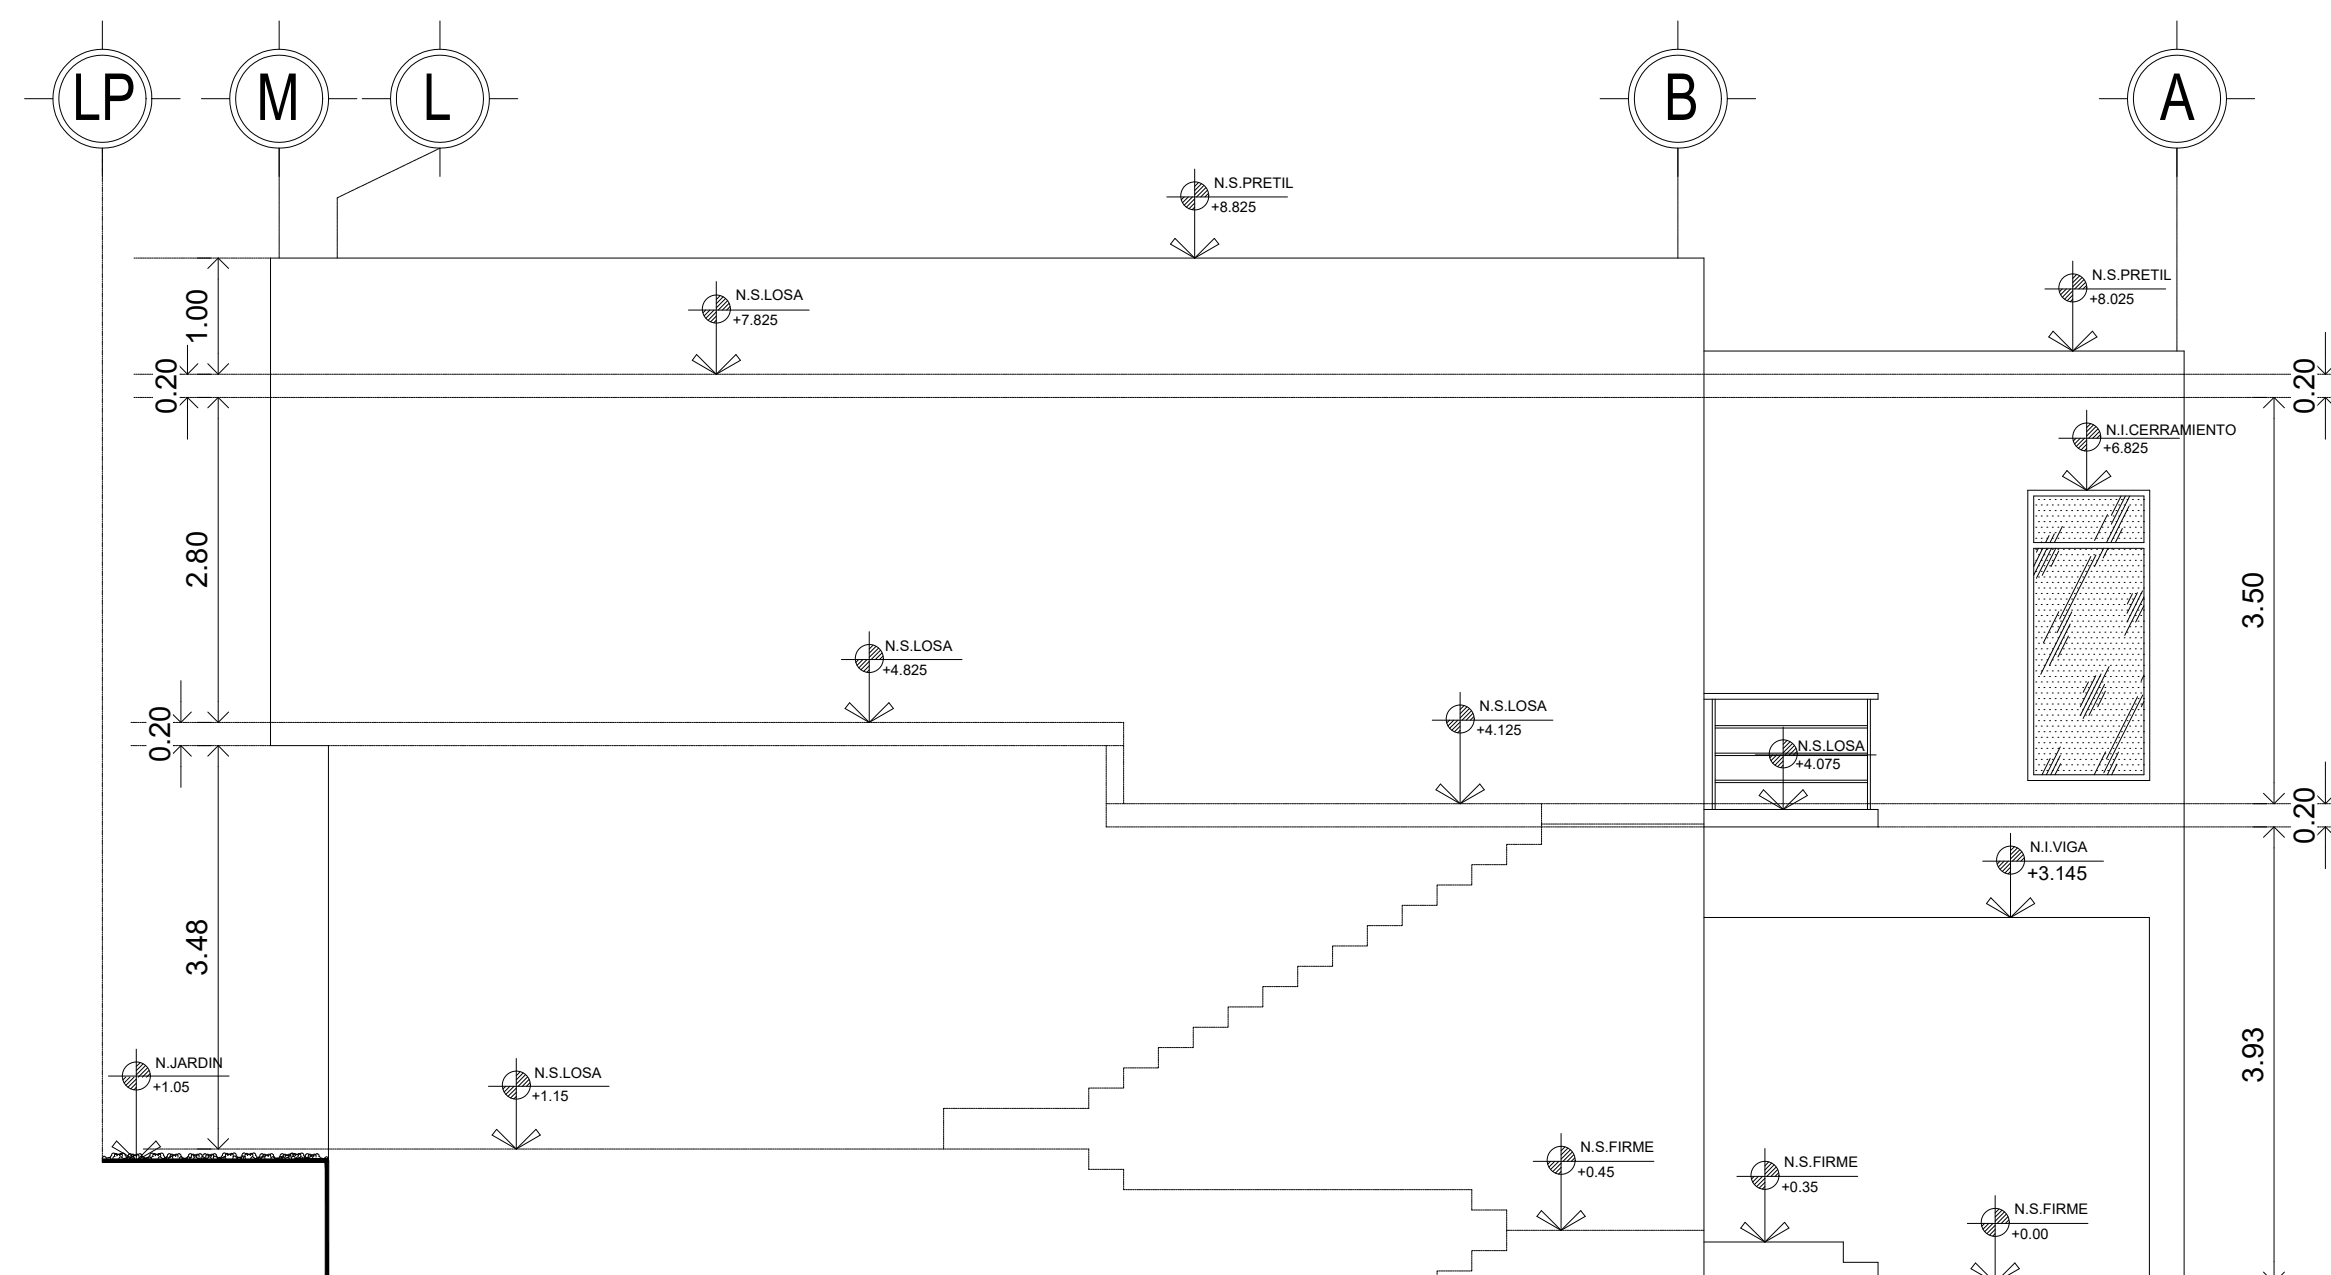 LP
M
L
B
A
N.S.PRETIL
+8.825
N.S.PRETIL
+8.025
N.S.LOSA
+7.825
1.00
0.20
0.20
N.I.CERRAMIENTO
+6.825
2.80
3.50
N.S.LOSA
+4.825
N.S.LOSA
+4.125
N.S.LOSA
+4.075
0.20
0.20
N.I.VIGA
+3.145
3.48
3.93
N.JARDIN
+1.05
N.S.LOSA
+1.15
N.S.FIRME
+0.45
N.S.FIRME
+0.35
N.S.FIRME
+0.00